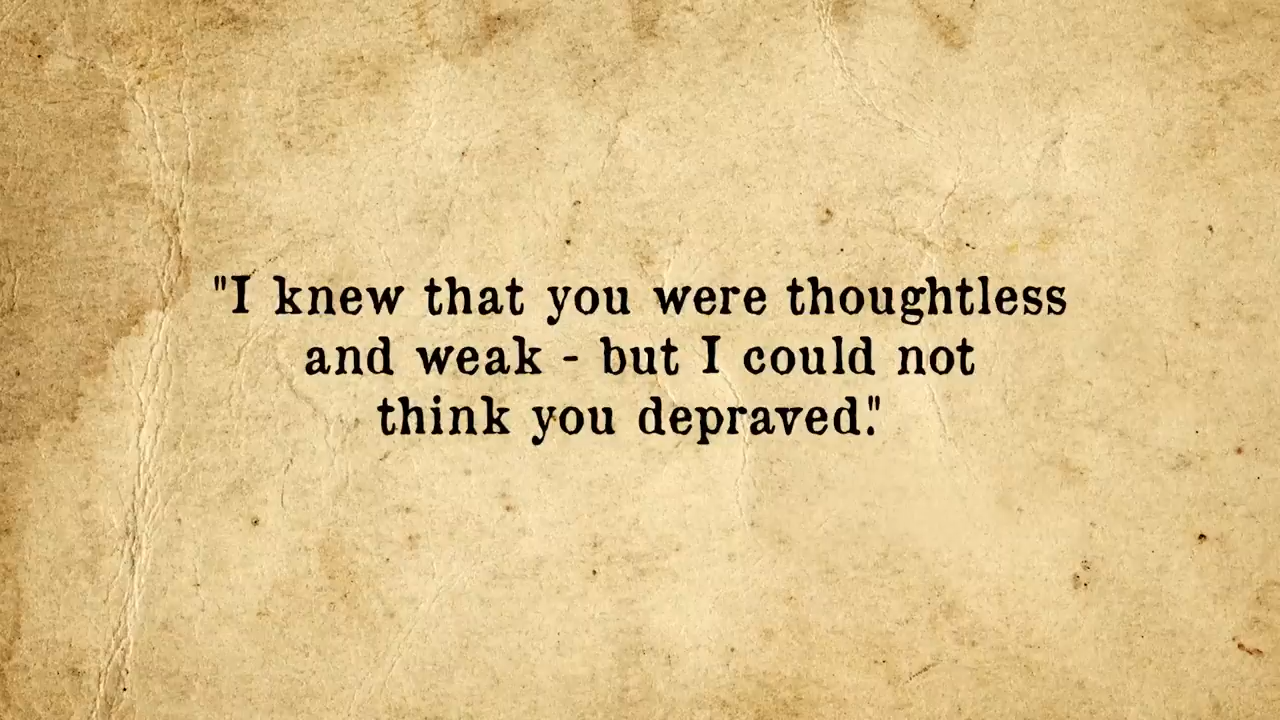 "I knew that you were thoughtless
and weak - but I could not
think you depraved."